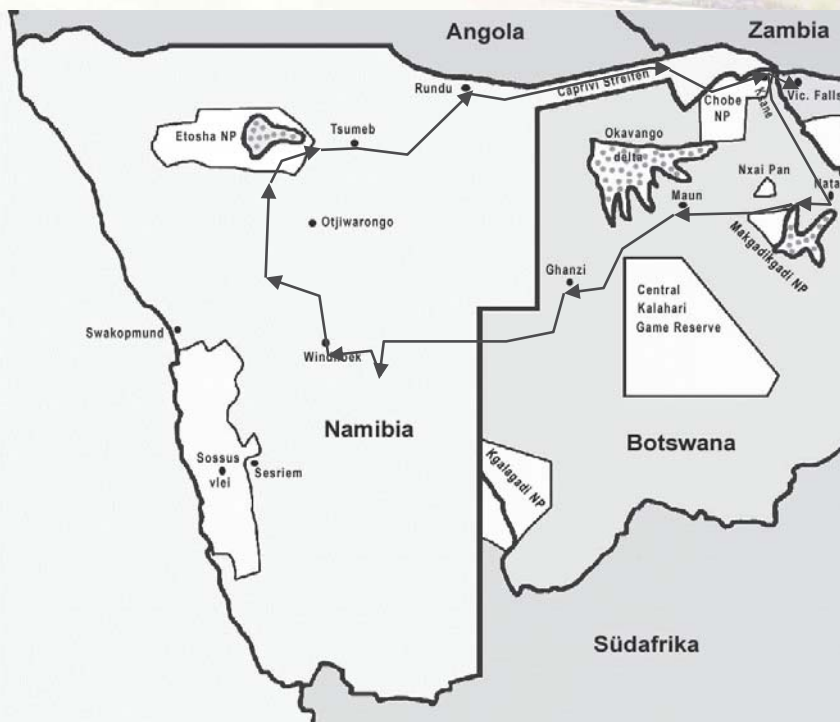 Angola
Zambia
Rundu
Caprivi Streifen
Chobe
NP
Kasane
Vic. Falls
Etosha NP
Tsumeb
Okavango
delta
Nxai Pan
Nata
Maun
Otjiwarongo
Makgadikgadi NP
Ghanzi
Central
Kalahari
Game Reserve
Swakopmund
Windhoek
Namibia
Botswana
Sossus
vlei
Sesriem
Kgalagadi NP
Südafrika